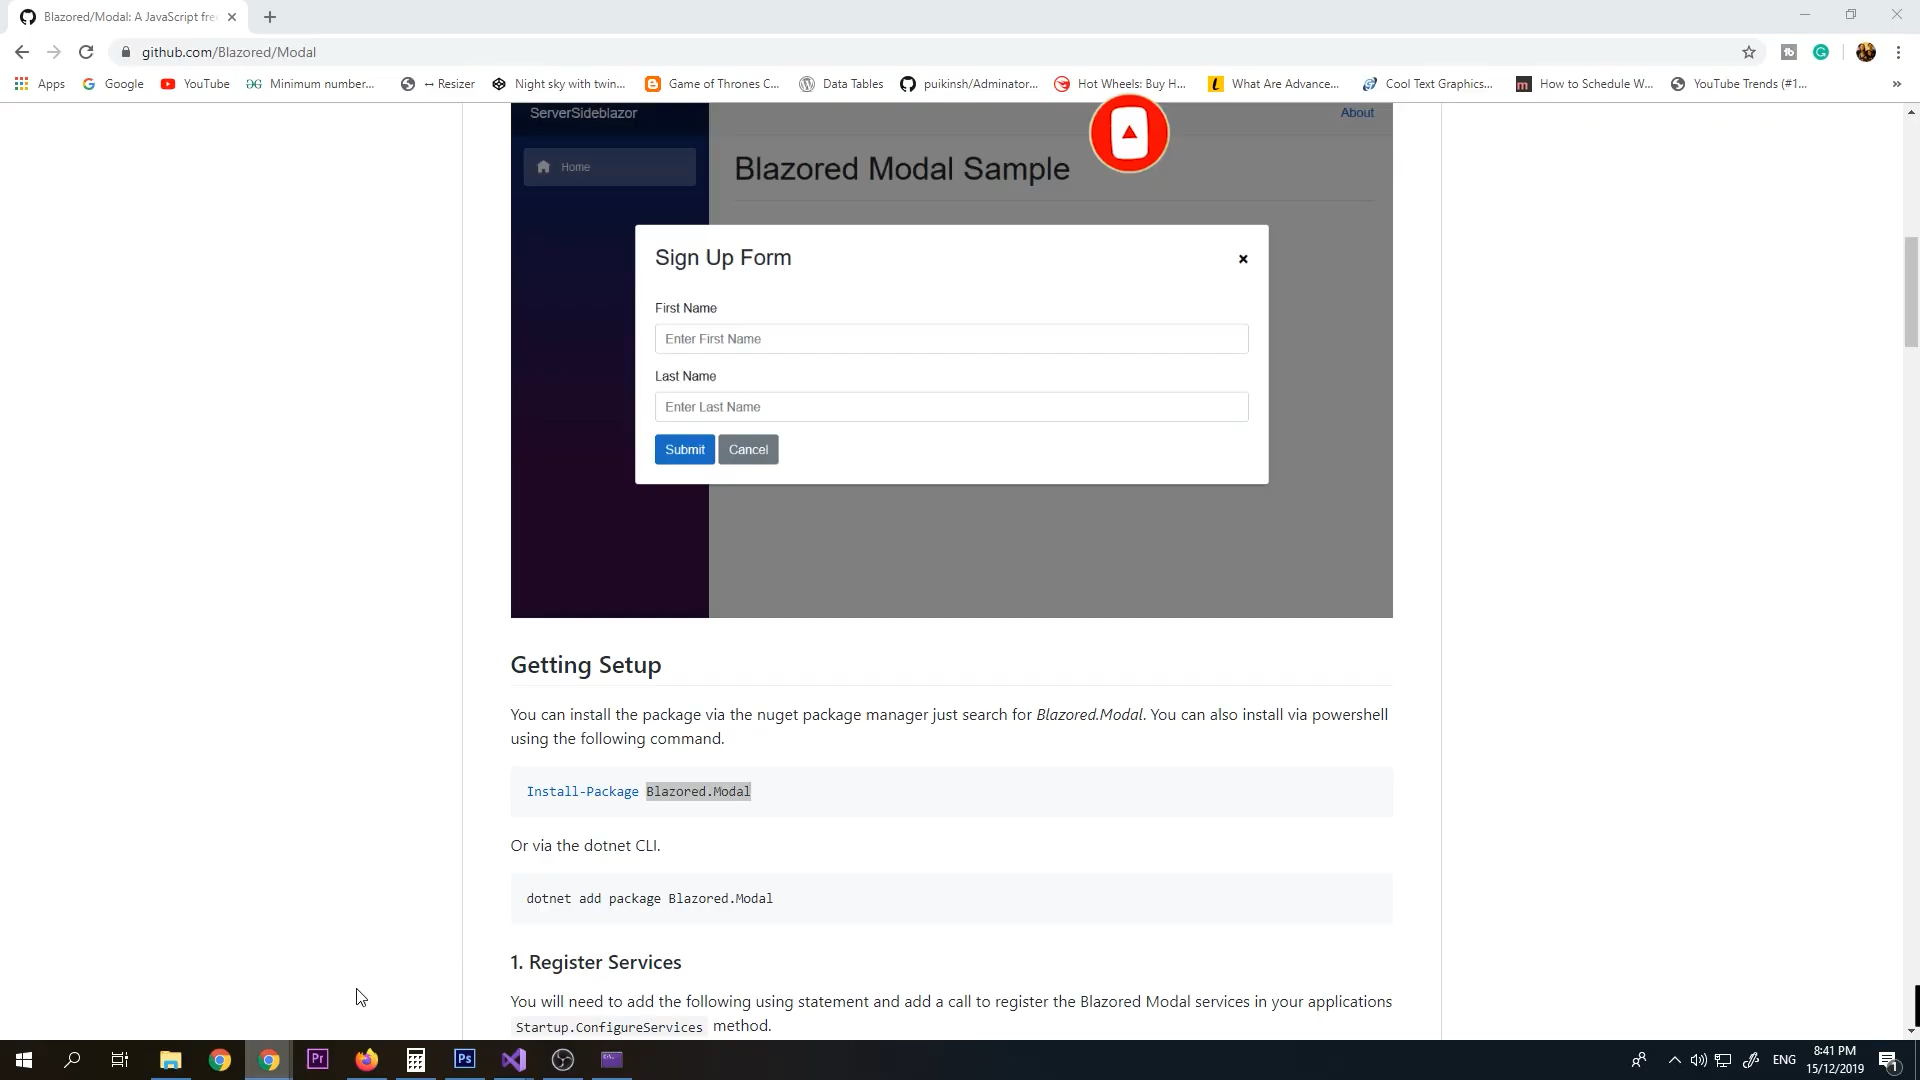 Blazored/Modal: A JavaScript fre
github.com/Blazored/Modal
Apps Google YouTube Minimum number... ↔ Resizer Night sky with twin... Game of Thrones C... Data Tables puikinsh/Adminator... Hot Wheels: Buy H... What Are Advance... Cool Text Graphics... How to Schedule W... YouTube Trends (#1... »
ServerSideblazor
About
Home
Blazored Modal Sample
Sign Up Form
First Name
Enter First Name
Last Name
Enter Last Name
Submit Cancel
Getting Setup
You can install the package via the nuget package manager just search for Blazored.Modal. You can also install via powershell
using the following command.
Install-Package Blazored.Modal
Or via the dotnet CLI.
dotnet add package Blazored.Modal
1. Register Services
You will need to add the following using statement and add a call to register the Blazored Modal services in your applications
Startup.ConfigureServices method.
Pr Ps ENG 8:41 PM
15/12/2019 1